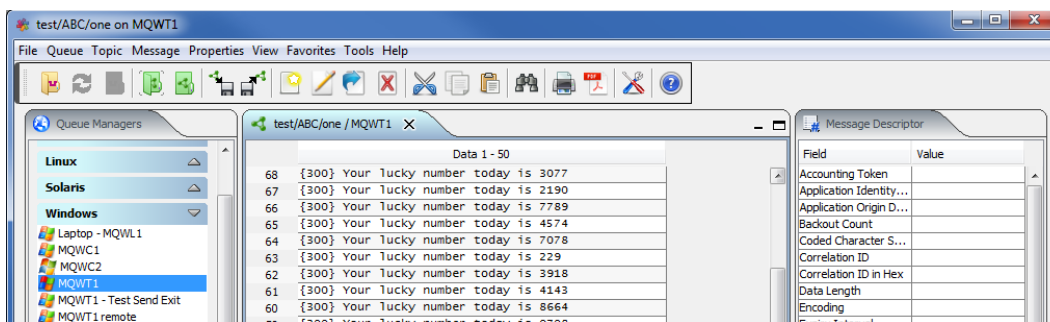 test/ABC/one on MQWT1
File Queue Topic Message Properties View Favorites Tools Help
PDF
Queue Managers
Linux
Solaris
Windows
Laptop - MQWL1
MQWC1
MQWC2
MQWT1
MQWT1 - Test Send Exit
MQWT1 remote
test/ABC/one / MQWT1 X
Data 1 - 50
68 {300} Your lucky number today is 3077
67 {300} Your lucky number today is 2190
66 {300} Your lucky number today is 7789
65 {300} Your lucky number today is 4574
64 {300} Your lucky number today is 7078
63 {300} Your lucky number today is 229
62 {300} Your lucky number today is 3918
61 {300} Your lucky number today is 4143
60 {300} Your lucky number today is 8664
Message Descriptor
Field Value
Accounting Token
Application Identity...
Application Origin D...
Backout Count
Coded Character S...
Correlation ID
Correlation ID in Hex
Data Length
Encoding